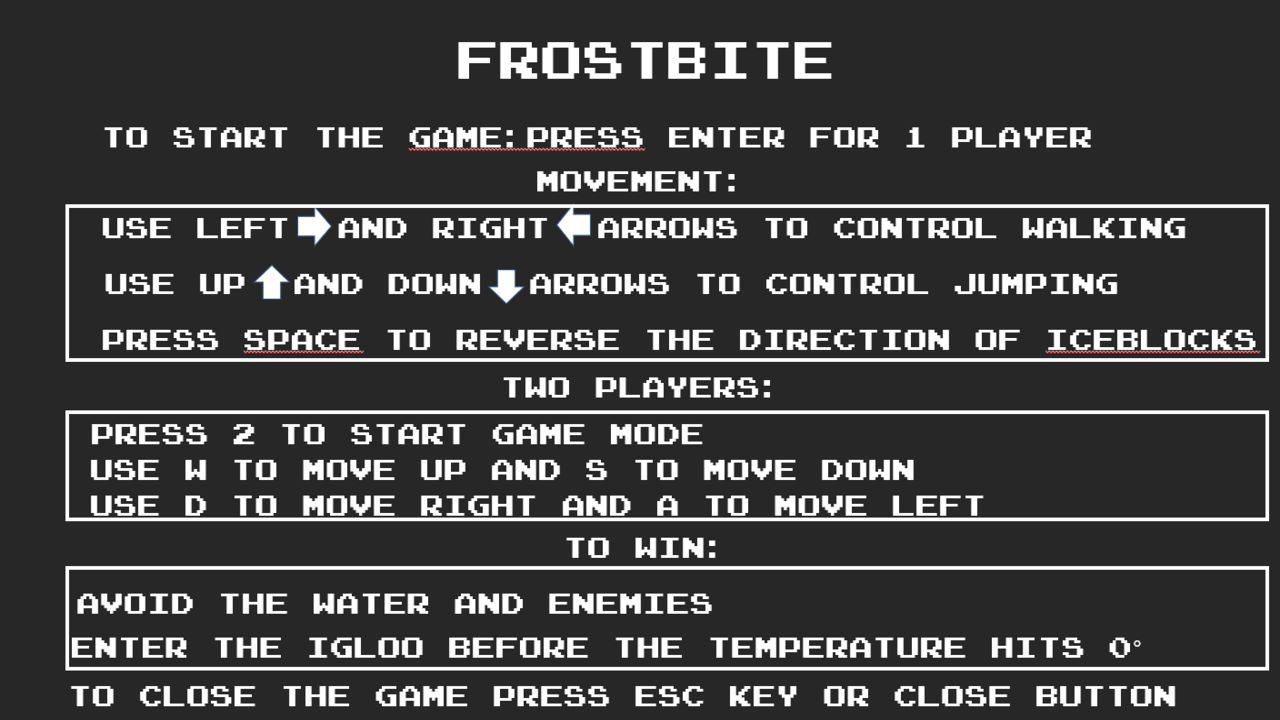 FROSTBITE
TO START THE GAME:PRESS ENTER FOR 1 PLAYER
MOVEMENT:
USE LEFT ➡ AND RIGHT ⬅ ARROWS TO CONTROL WALKING
USE UP ⬆ AND DOWN ⬇ ARROWS TO CONTROL JUMPING
PRESS SPACE TO REVERSE THE DIRECTION OF ICEBLOCKS
TWO PLAYERS:
PRESS 2 TO START GAME MODE
USE W TO MOVE UP AND S TO MOVE DOWN
USE D TO MOVE RIGHT AND A TO MOVE LEFT
TO WIN:
AVOID THE WATER AND ENEMIES
ENTER THE IGLOO BEFORE THE TEMPERATURE HITS 0°
TO CLOSE THE GAME PRESS ESC KEY OR CLOSE BUTTON